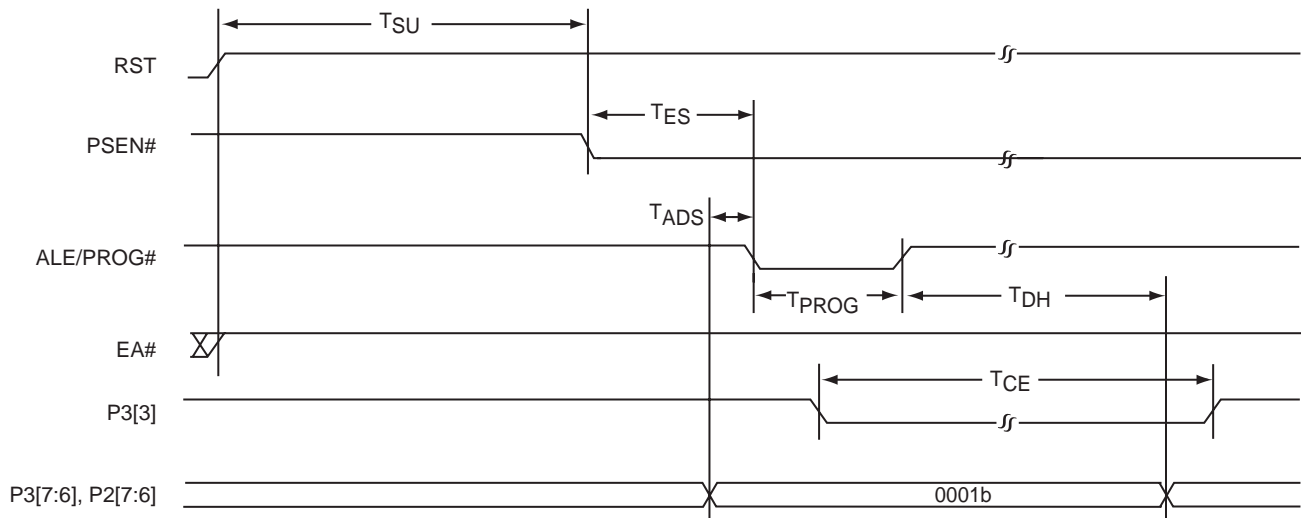 TSU
RST
TES
PSEN#
TADS
ALE/PROG#
TPROG
TDH
EA#
TCE
P3[3]
P3[7:6], P2[7:6]
0001b